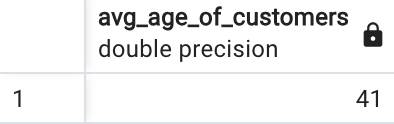 avg_age_of_customers
double precision
1 41